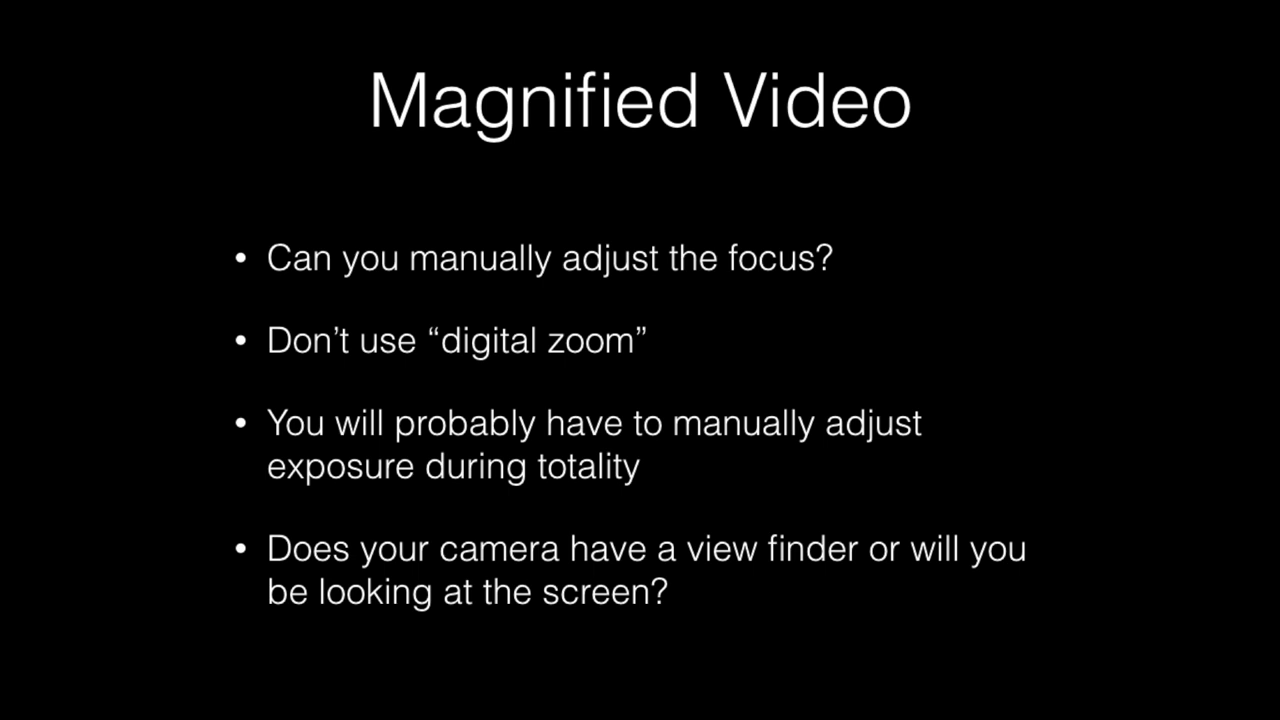 Magnified Video
• Can you manually adjust the focus?
• Don’t use “digital zoom”
• You will probably have to manually adjust
exposure during totality
• Does your camera have a view finder or will you
be looking at the screen?